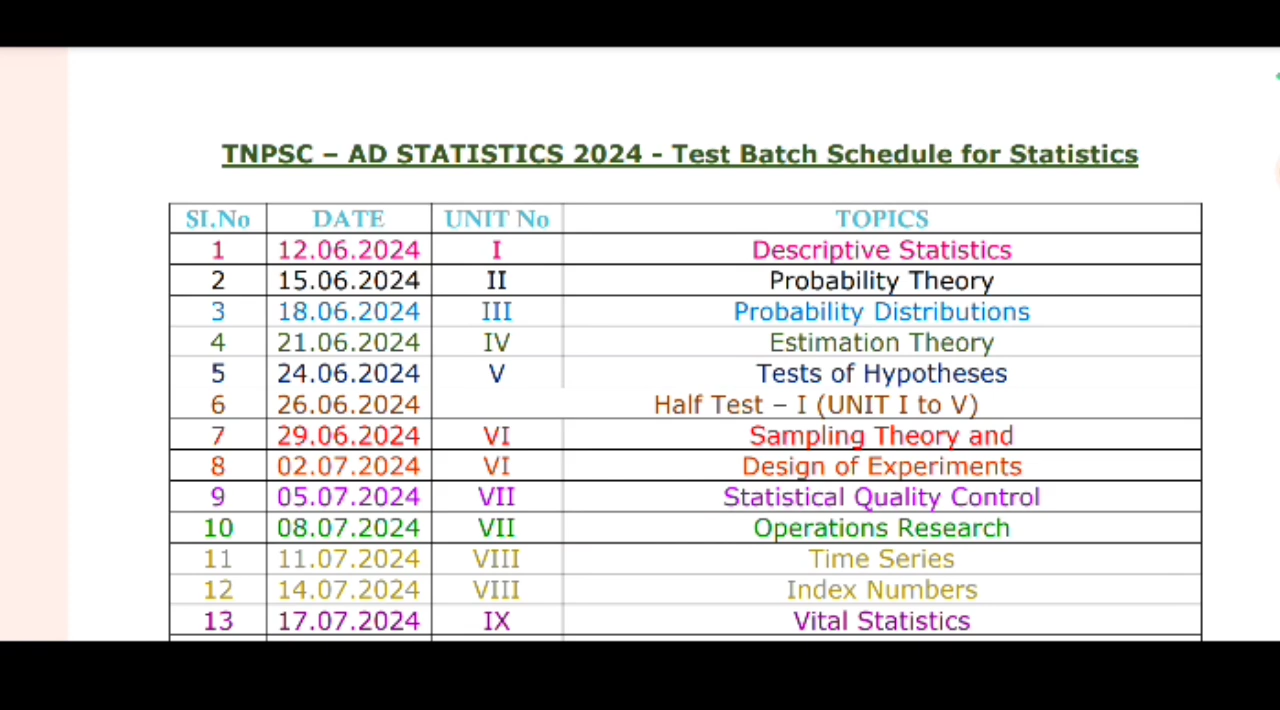 TNPSC – AD STATISTICS 2024 - Test Batch Schedule for Statistics
SI.No DATE UNIT No TOPICS
1 12.06.2024 I Descriptive Statistics
2 15.06.2024 II Probability Theory
3 18.06.2024 III Probability Distributions
4 21.06.2024 IV Estimation Theory
5 24.06.2024 V Tests of Hypotheses
6 26.06.2024 Half Test – I (UNIT I to V)
7 29.06.2024 VI Sampling Theory and
8 02.07.2024 VI Design of Experiments
9 05.07.2024 VII Statistical Quality Control
10 08.07.2024 VII Operations Research
11 11.07.2024 VIII Time Series
12 14.07.2024 VIII Index Numbers
13 17.07.2024 IX Vital Statistics